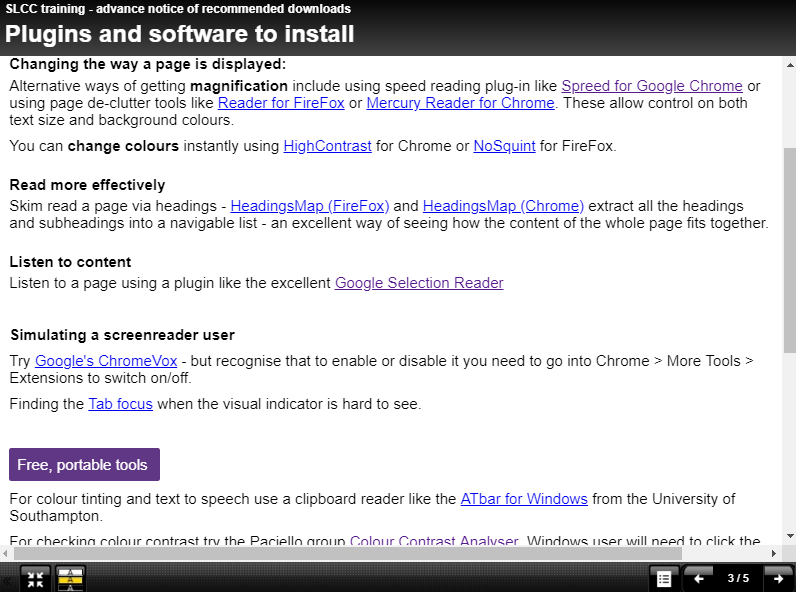 SLCC training - advance notice of recommended downloads
Plugins and software to install
Changing the way a page is displayed:
Alternative ways of getting magnification include using speed reading plug-in like Spreed for Google Chrome or
using page de-clutter tools like Reader for FireFox or Mercury Reader for Chrome. These allow control on both
text size and background colours.
You can change colours instantly using HighContrast for Chrome or NoSquint for FireFox.
Read more effectively
Skim read a page via headings - HeadingsMap (FireFox) and HeadingsMap (Chrome) extract all the headings
and subheadings into a navigable list - an excellent way of seeing how the content of the whole page fits together.
Listen to content
Listen to a page using a plugin like the excellent Google Selection Reader
Simulating a screenreader user
Try Google's ChromeVox - but recognise that to enable or disable it you need to go into Chrome > More Tools >
Extensions to switch on/off.
Finding the Tab focus when the visual indicator is hard to see.
Free, portable tools
For colour tinting and text to speech use a clipboard reader like the ATbar for Windows from the University of
Southampton.
For checking colour contrast try the Paciello group Colour Contrast Analyser. Windows user will need to click the
3 / 5